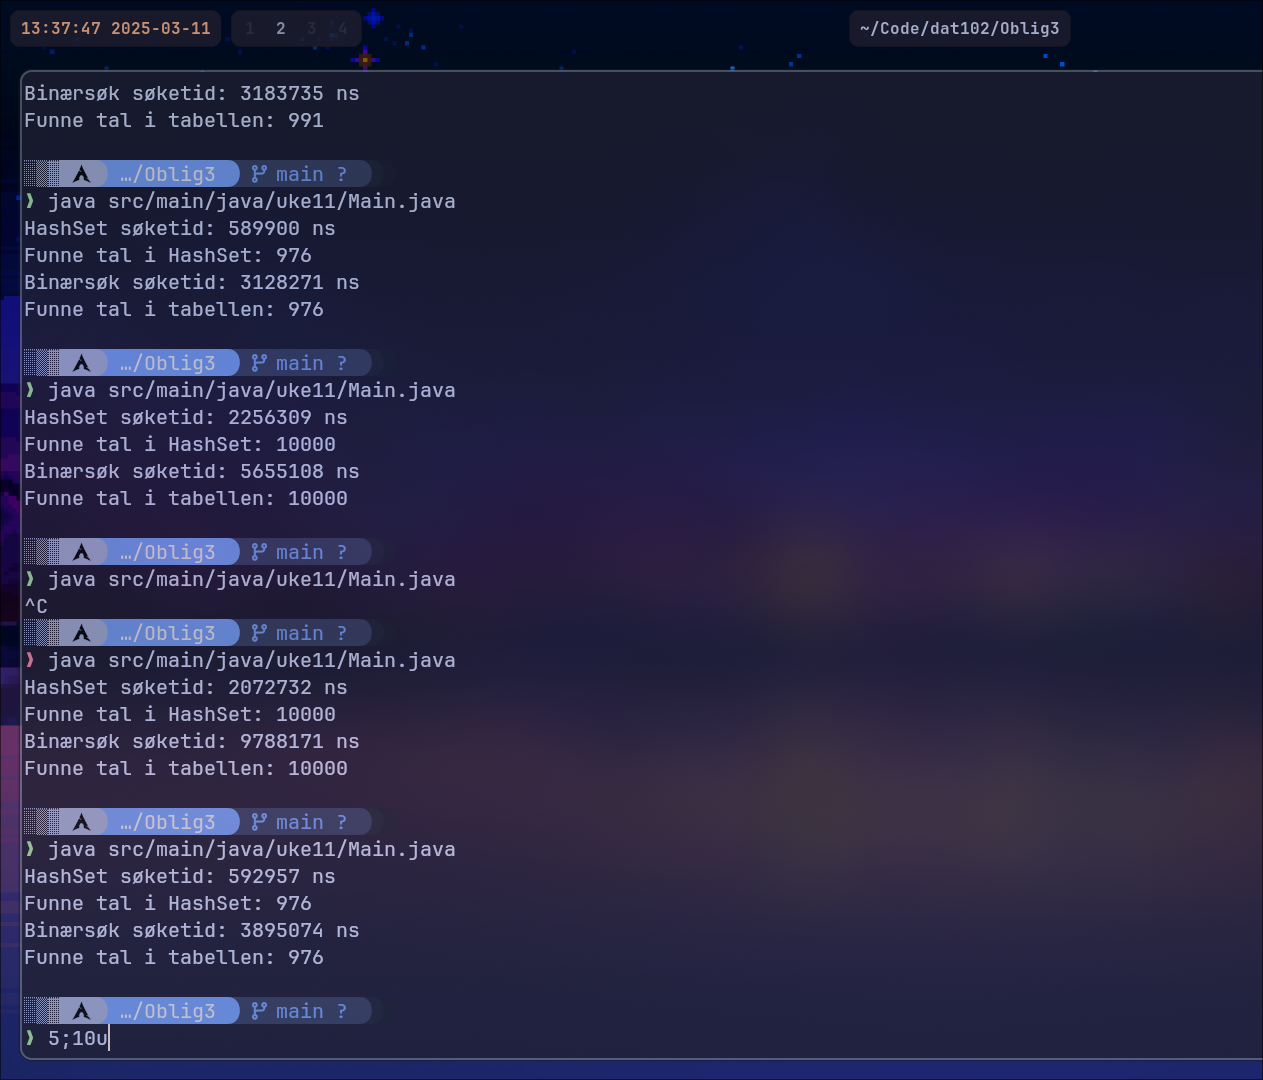 13:37:47 2025-03-11 1 2 3 4 ~/Code/dat102/Oblig3
Binærsøk søketid: 3183735 ns
Funne tal i tabellen: 991
…/Oblig3 main ?
❱ java src/main/java/uke11/Main.java
HashSet søketid: 589900 ns
Funne tal i HashSet: 976
Binærsøk søketid: 3128271 ns
Funne tal i tabellen: 976
…/Oblig3 main ?
❱ java src/main/java/uke11/Main.java
HashSet søketid: 2256309 ns
Funne tal i HashSet: 10000
Binærsøk søketid: 5655108 ns
Funne tal i tabellen: 10000
…/Oblig3 main ?
❱ java src/main/java/uke11/Main.java
^C
…/Oblig3 main ?
❱ java src/main/java/uke11/Main.java
HashSet søketid: 2072732 ns
Funne tal i HashSet: 10000
Binærsøk søketid: 9788171 ns
Funne tal i tabellen: 10000
…/Oblig3 main ?
❱ java src/main/java/uke11/Main.java
HashSet søketid: 592957 ns
Funne tal i HashSet: 976
Binærsøk søketid: 3895074 ns
Funne tal i tabellen: 976
…/Oblig3 main ?
❱ 5;10u